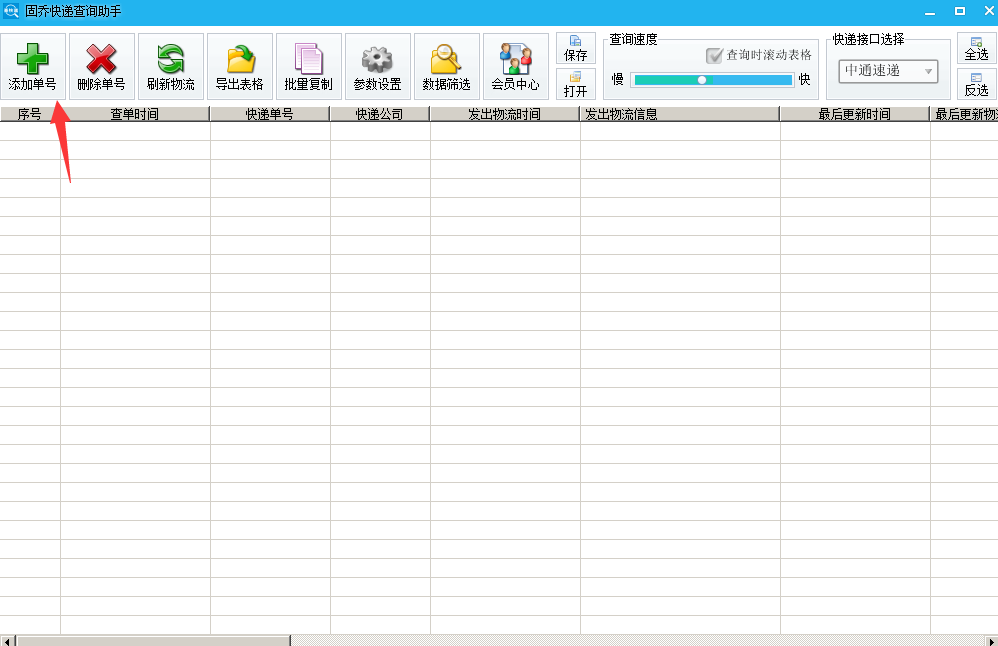 固乔快递查询助手
添加单号 删除单号 刷新物流 导出表格 批量复制 参数设置 数据筛选 会员中心
保存
打开
查询速度
查询时滚动表格
慢 快
快递接口选择
中通速递
全选
反选
序号 查单时间 快递单号 快递公司 发出物流时间 发出物流信息 最后更新时间 最后更新物